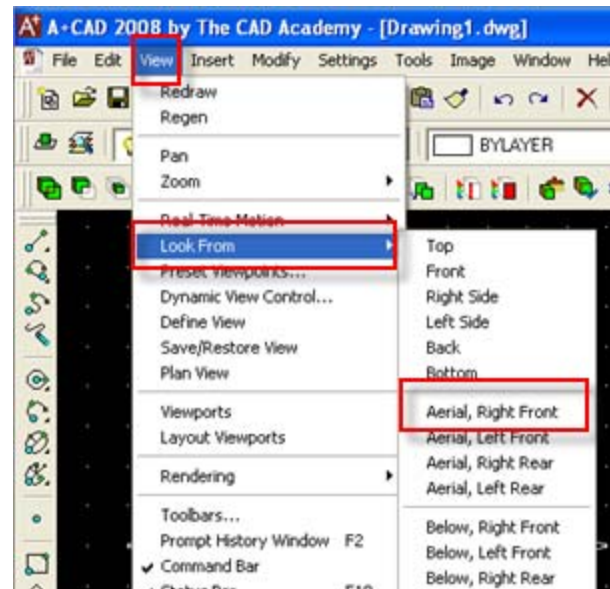 A+CAD 2008 by The CAD Academy - [Drawing1.dwg]
File Edit View Insert Modify Settings Tools Image Window Hel
Redraw
Regen
BYLAYER
Pan
Zoom
Real-Time Motion
Look From
Preset Viewpoints...
Dynamic View Control...
Define View
Save/Restore View
Plan View
Viewports
Layout Viewports
Rendering
Toolbars...
Prompt History Window F2
Command Bar
Status Bar F10
Top
Front
Right Side
Left Side
Back
Bottom
Aerial, Right Front
Aerial, Left Front
Aerial, Right Rear
Aerial, Left Rear
Below, Right Front
Below, Left Front
Below, Right Rear